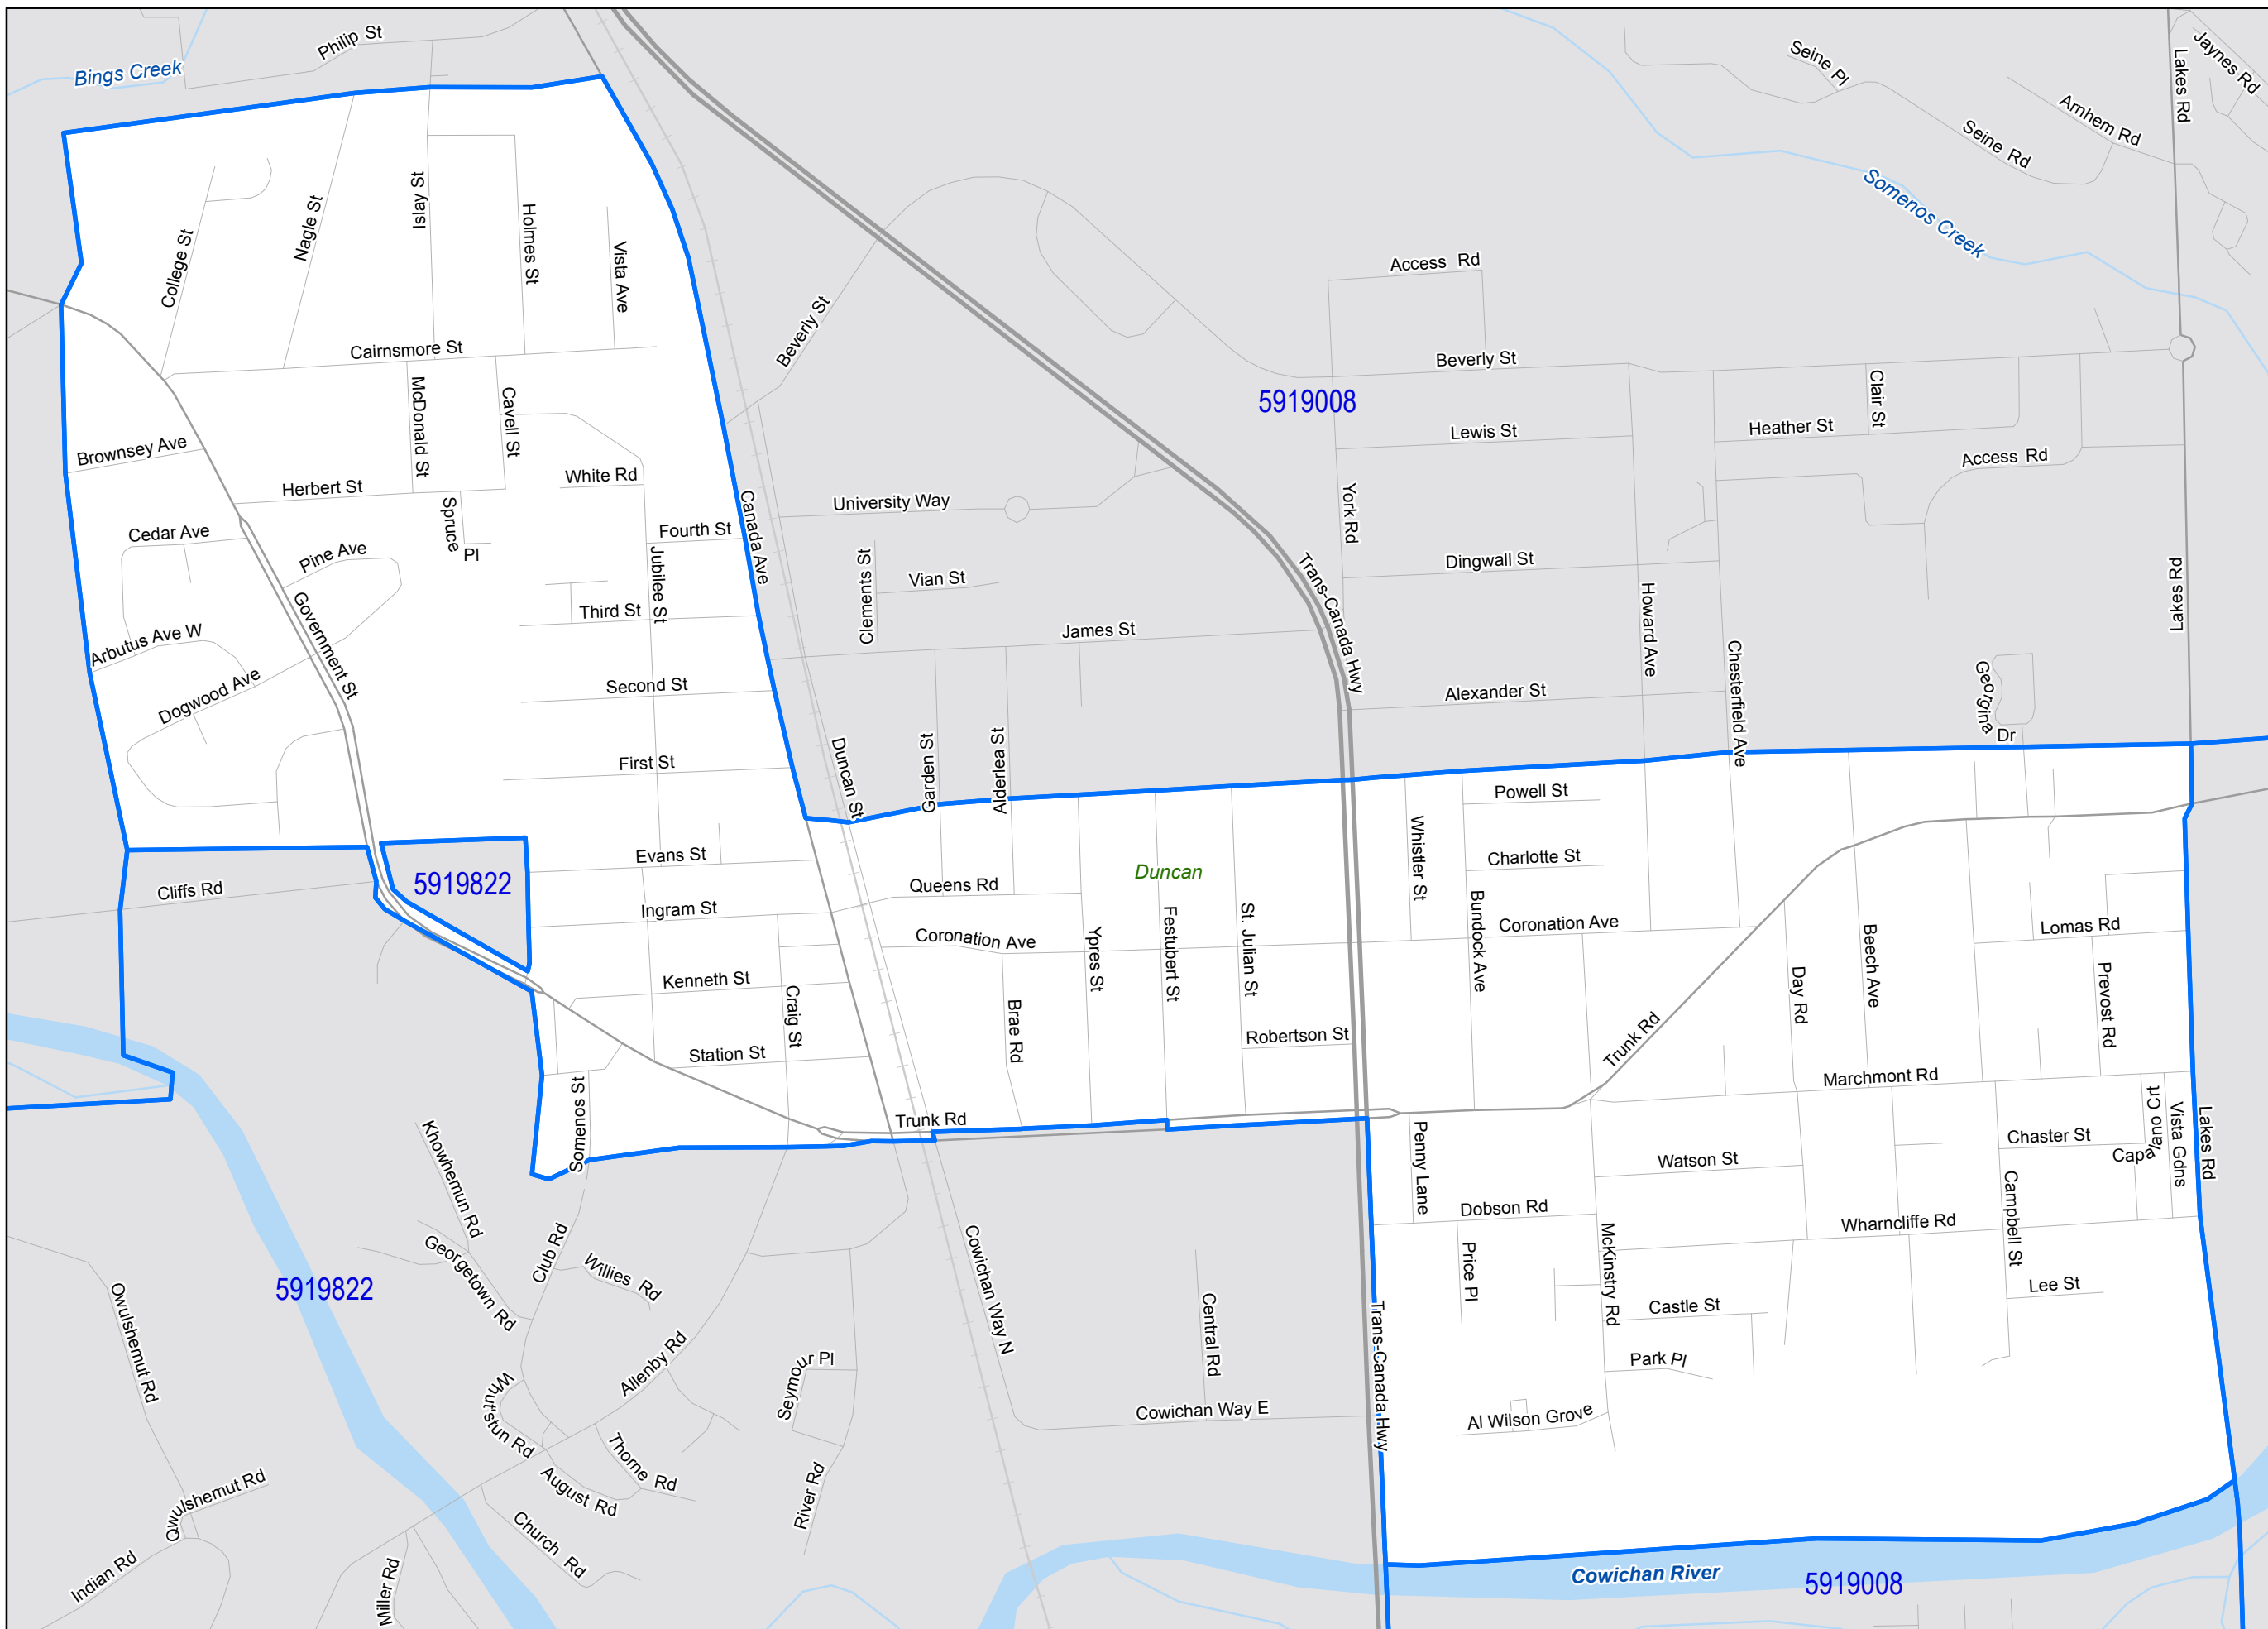 Philip St
Bings Creek
Seine Pl
Lakes Rd
Jaynes Rd
Arnhem Rd
Seine Rd
Somenos Creek
College St
Nagle St
Islay St
Holmes St
Vista Ave
Access Rd
Beverly St
Cairnsmore St
Beverly St
5919008
McDonald St
Cavell St
Clair St
Brownsey Ave
Lewis St
Heather St
Access Rd
White Rd
Herbert St
Spruce Pl
Canada Ave
University Way
York Rd
Cedar Ave
Pine Ave
Fourth St
Jubilee St
Clements St
Vian St
Trans-Canada Hwy
Dingwall St
Howard Ave
Lakes Rd
Government St
Third St
James St
Arbutus Ave W
Dogwood Ave
Second St
Alexander St
Chesterfield Ave
Georgina Dr
First St
Duncan St
Garden St
Alderlea St
Powell St
Whistler St
Evans St
Charlotte St
Duncan
5919822
Cliffs Rd
Queens Rd
Ingram St
Coronation Ave
Festubert St
St. Julian St
Bundock Ave
Coronation Ave
Ypres St
Beech Ave
Lomas Rd
Kenneth St
Craig St
Day Rd
Prevost Rd
Brae Rd
Robertson St
Trunk Rd
Station St
Marchmont Rd
Somenos St
Trunk Rd
Capano Crt
Vista Gdns
Lakes Rd
Khowhemun Rd
Penny Lane
Watson St
Chaster St
Campbell St
Dobson Rd
Wharncliffe Rd
McKinstry Rd
Georgetown Rd
Club Rd
Willies Rd
Cowichan Way N
Price Pl
5919822
Owulshemut Rd
Central Rd
Trans-Canada Hwy
Lee St
Castle St
Allenby Rd
Seymour Pl
Park Pl
Whut'stun Rd
Cowichan Way E
Al Wilson Grove
Thorne Rd
August Rd
River Rd
Qwulshemut Rd
Church Rd
Indian Rd
Miller Rd
Cowichan River
5919008